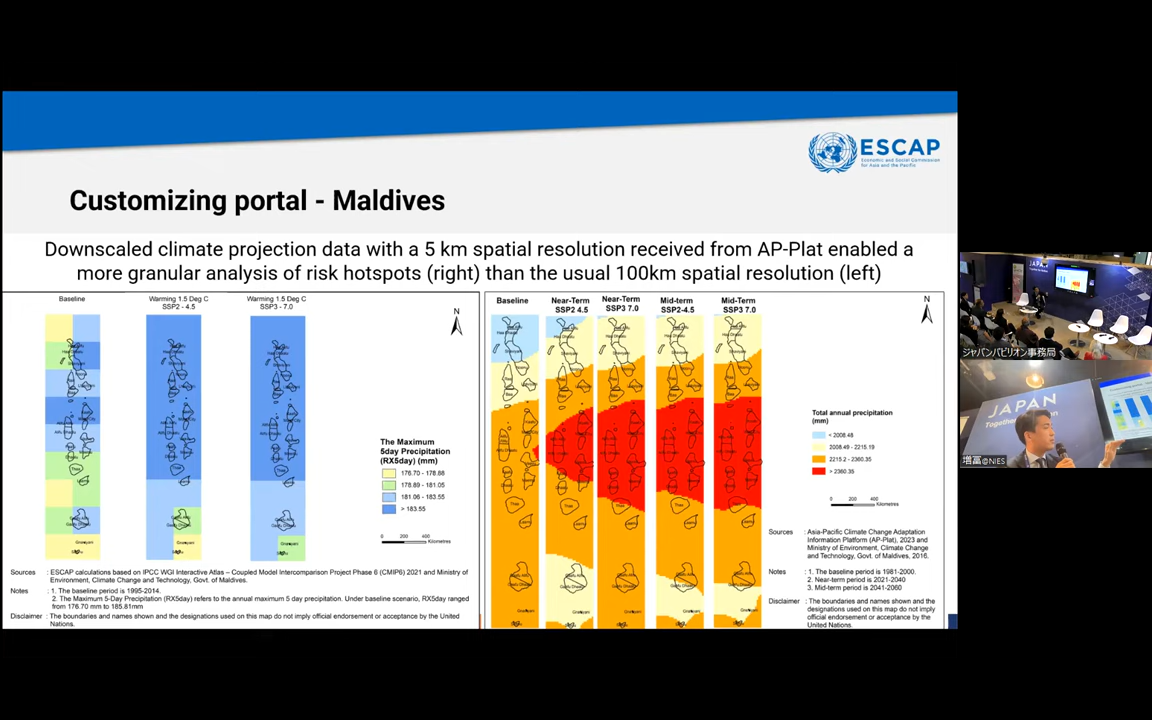 ESCAP
Economic and Social Commission
for Asia and the Pacific
Customizing portal - Maldives
Downscaled climate projection data with a 5 km spatial resolution received from AP-Plat enabled a
more granular analysis of risk hotspots (right) than the usual 100km spatial resolution (left)
Baseline
Warming 1.5 Deg C
SSP2 - 4.5
Warming 1.5 Deg C
SSP3 - 7.0
N
The Maximum
5day Precipitation
(RX5day) (mm)
176.70 - 178.88
178.89 - 181.05
181.06 - 183.55
> 183.55
0 200 400
Kilometres
Sources : ESCAP calculations based on IPCC WGI Interactive Atlas – Coupled Model Intercomparison Project Phase 6 (CMIP6) 2021 and Ministry of
Environment, Climate Change and Technology, Govt. of Maldives.
Notes : 1. The baseline period is 1995-2014.
2. The Maximum 5-Day Precipitation (RX5day) refers to the annual maximum 5 day precipitation. Under baseline scenario, RX5day ranged
from 176.70 mm to 185.81mm
Disclaimer : The boundaries and names shown and the designations used on this map do not imply official endorsement or acceptance by the United
Nations.
Baseline
Near-Term
SSP2 4.5
Near-Term
SSP3 7.0
Mid-term
SSP2-4.5
Mid-Term
SSP3 7.0
N
Total annual precipitation
(mm)
< 2008.48
2008.49 - 2215.19
2215.2 - 2360.35
> 2360.35
0 200 400
Kilometres
Sources : Asia-Pacific Climate Change Adaptation
Information Platform (AP-Plat), 2023 and
Ministry of Environment, Climate Change
and Technology, Govt. of Maldives, 2016.
Notes : 1. The baseline period is 1981-2000.
2. Near-term period is 2021-2040
3. Mid-term period is 2041-2060
Disclaimer : The boundaries and names shown and the
designations used on this map do not imply
official endorsement or acceptance by the
United Nations.
JAPAN
ジャパンパビリオン事務局
JAPAN
Together
増冨@NIES